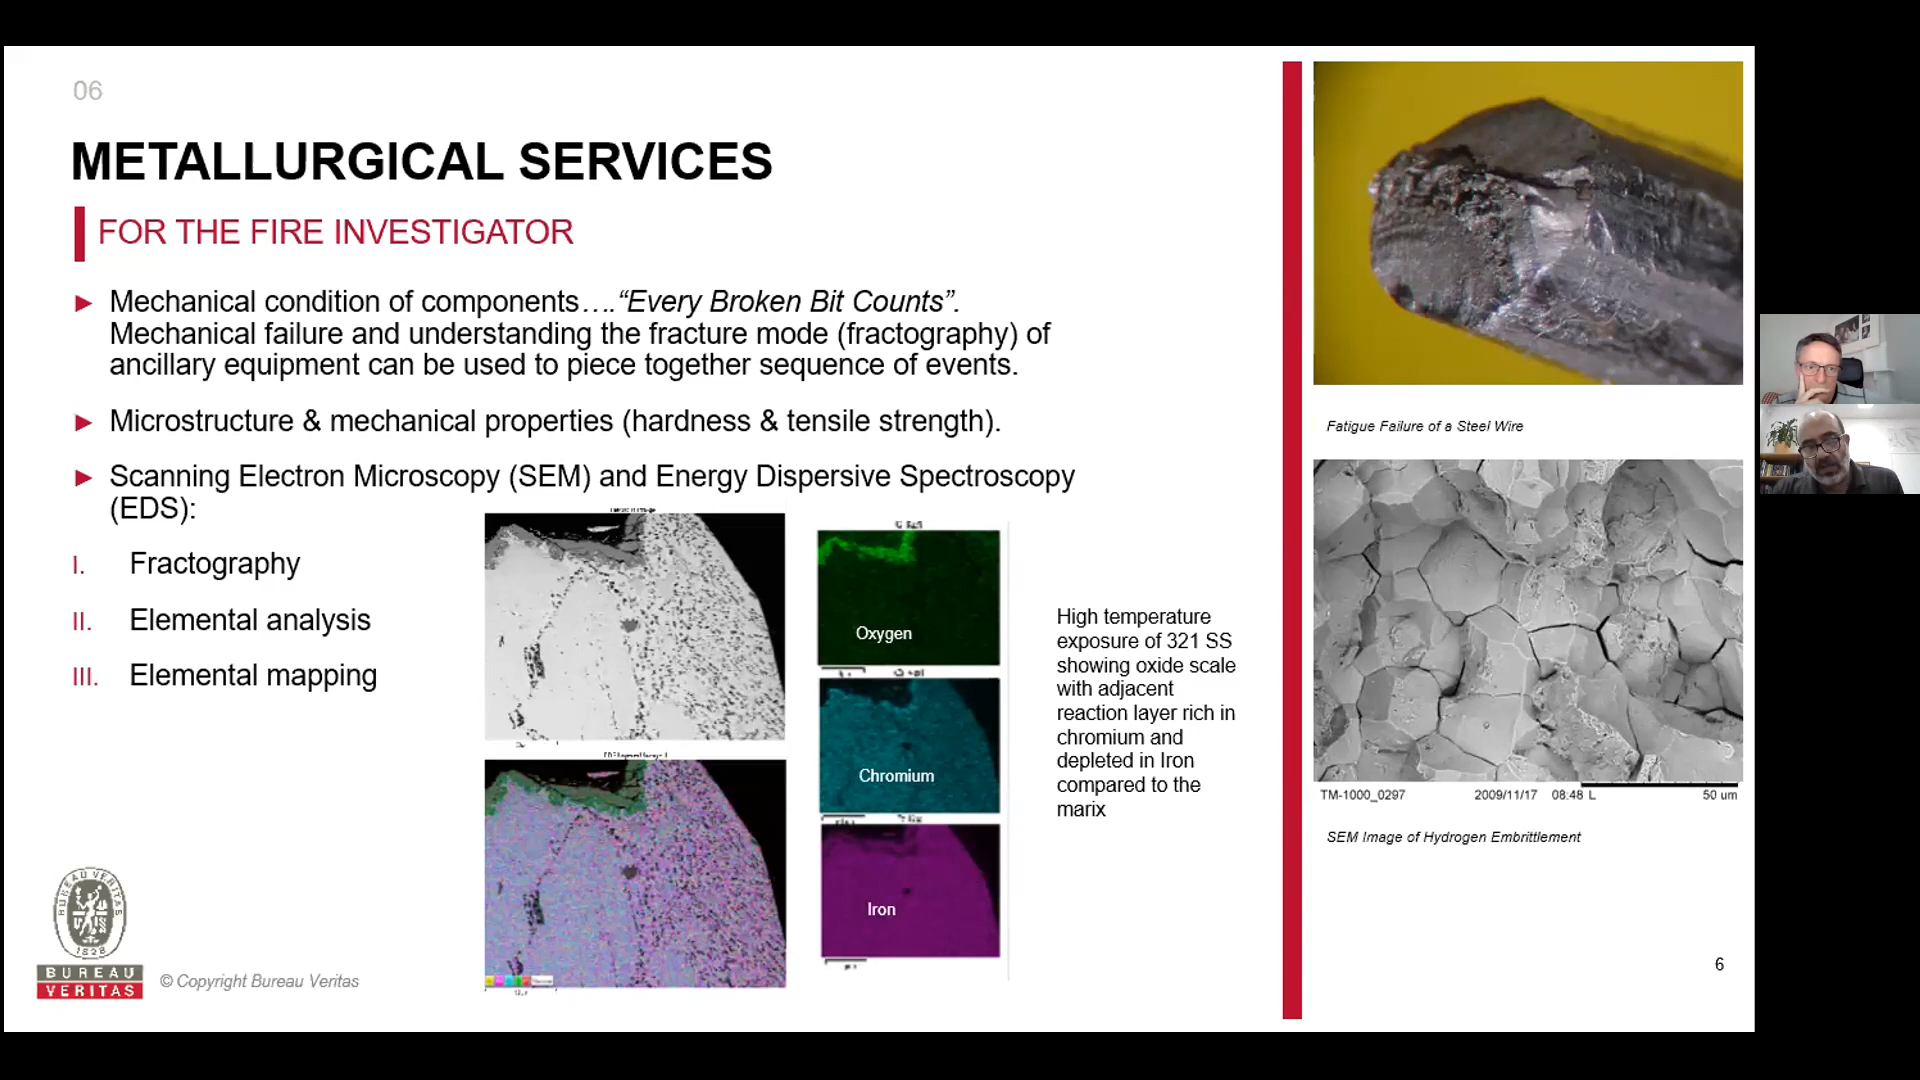 06
METALLURGICAL SERVICES
FOR THE FIRE INVESTIGATOR
► Mechanical condition of components…. “Every Broken Bit Counts”.
Mechanical failure and understanding the fracture mode (fractography) of
ancillary equipment can be used to piece together sequence of events.
► Microstructure & mechanical properties (hardness & tensile strength).
► Scanning Electron Microscopy (SEM) and Energy Dispersive Spectroscopy
(EDS):
I. Fractography
II. Elemental analysis
III. Elemental mapping
Oxygen
Chromium
Iron
High temperature
exposure of 321 SS
showing oxide scale
with adjacent
reaction layer rich in
chromium and
depleted in Iron
compared to the
marix
Fatigue Failure of a Steel Wire
TM-1000_0297 2009/11/17 08:48 L 50 um
SEM Image of Hydrogen Embrittlement
BUREAU VERITAS
1828
BUREAU
VERITAS
© Copyright Bureau Veritas
6